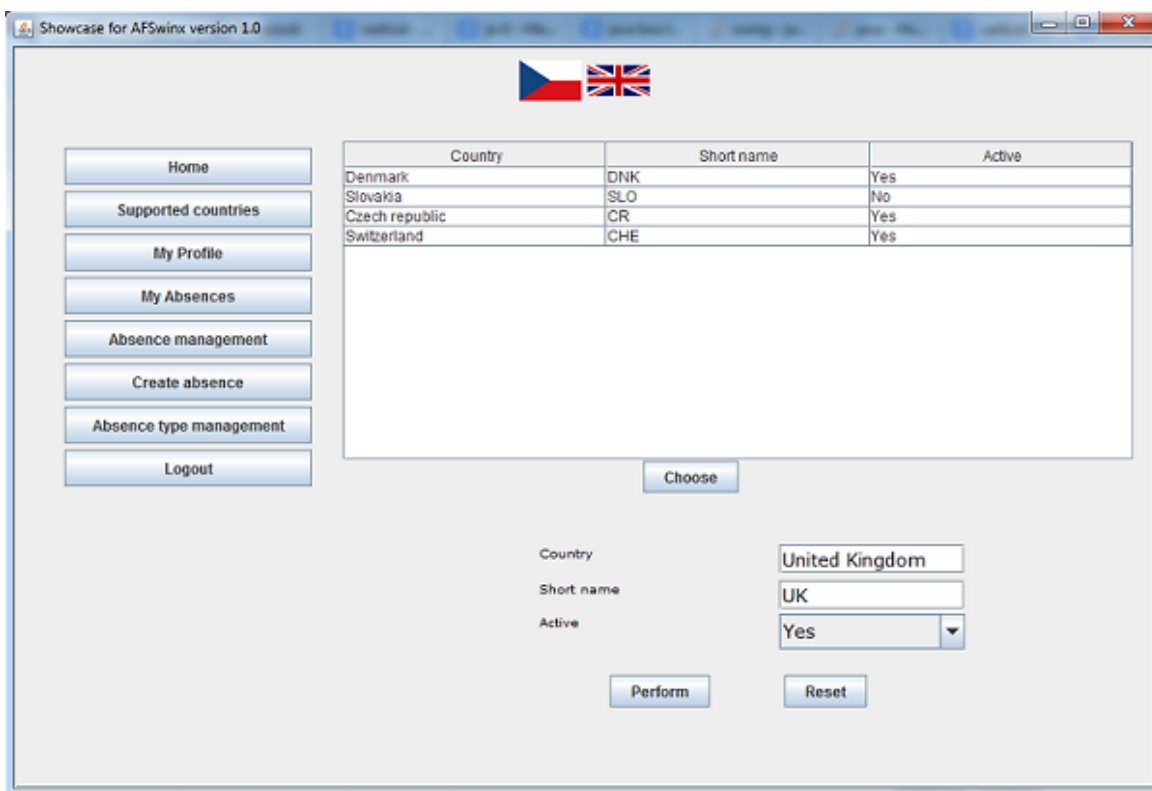 Showcase for AFSwinx version 1.0
Home
Supported countries
My Profile
My Absences
Absence management
Create absence
Absence type management
Logout
Country Short name Active
Denmark DNK Yes
Slovakia SLO No
Czech republic CR Yes
Switzerland CHE Yes
Choose
Country United Kingdom
Short name UK
Active Yes
Perform Reset